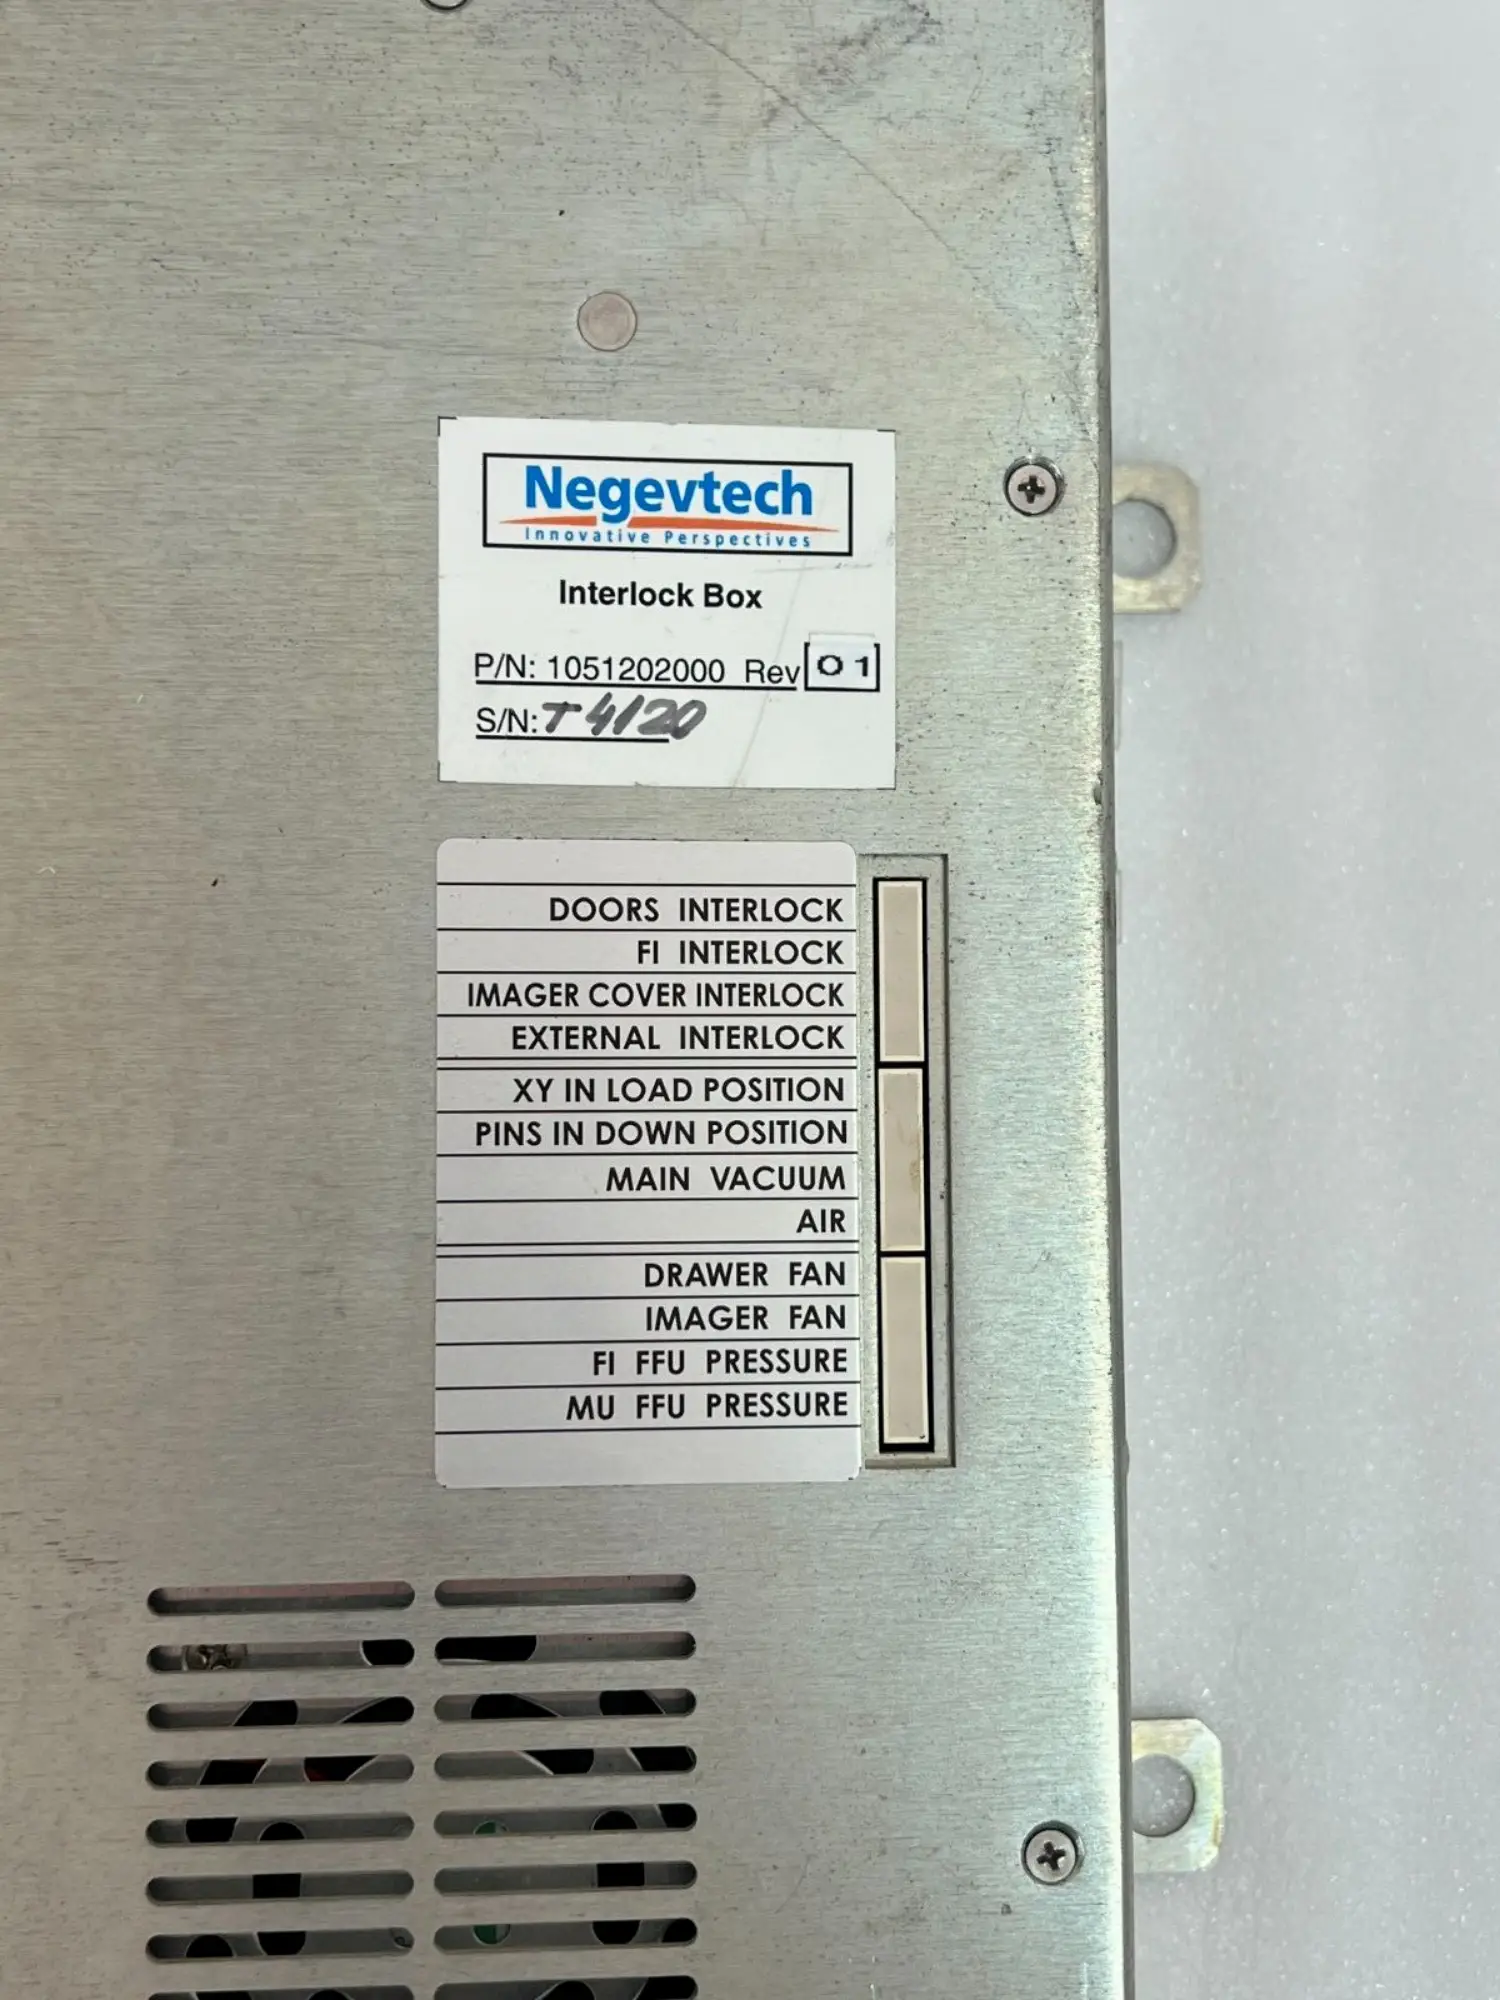 Negevtech
Innovative Perspectives
Interlock Box
P/N: 1051202000 Rev 01
S/N: T4120
DOORS INTERLOCK
FI INTERLOCK
IMAGER COVER INTERLOCK
EXTERNAL INTERLOCK
XY IN LOAD POSITION
PINS IN DOWN POSITION
MAIN VACUUM
AIR
DRAWER FAN
IMAGER FAN
FI FFU PRESSURE
MU FFU PRESSURE